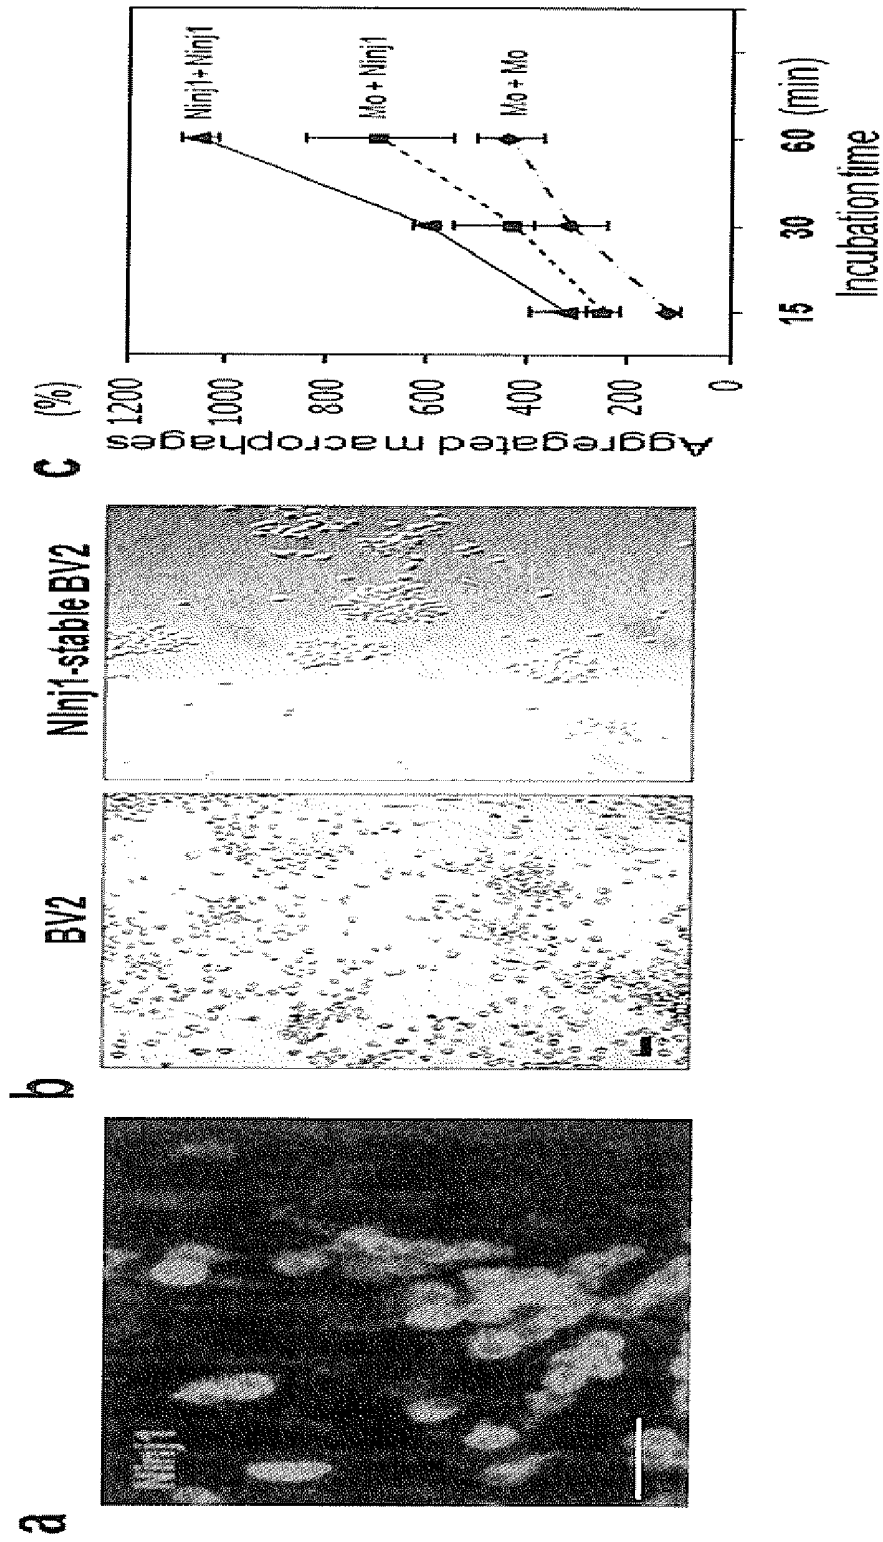 a
Ninj1
b
BV2
NInj1-stable BV2
c
(%)
1200
1000
800
600
400
200
0
Aggregated macrophages
Ninj1 + Ninj1
Mo + Ninj1
Mo + Mo
15
30
60 (min)
Incubation time